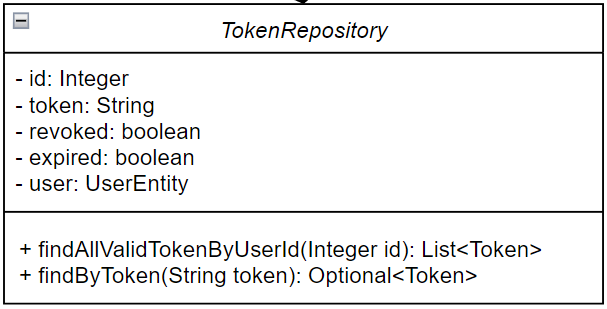 TokenRepository
- id: Integer
- token: String
- revoked: boolean
- expired: boolean
- user: UserEntity
+ findAllValidTokenByUserId(Integer id): List<Token>
+ findByToken(String token): Optional<Token>